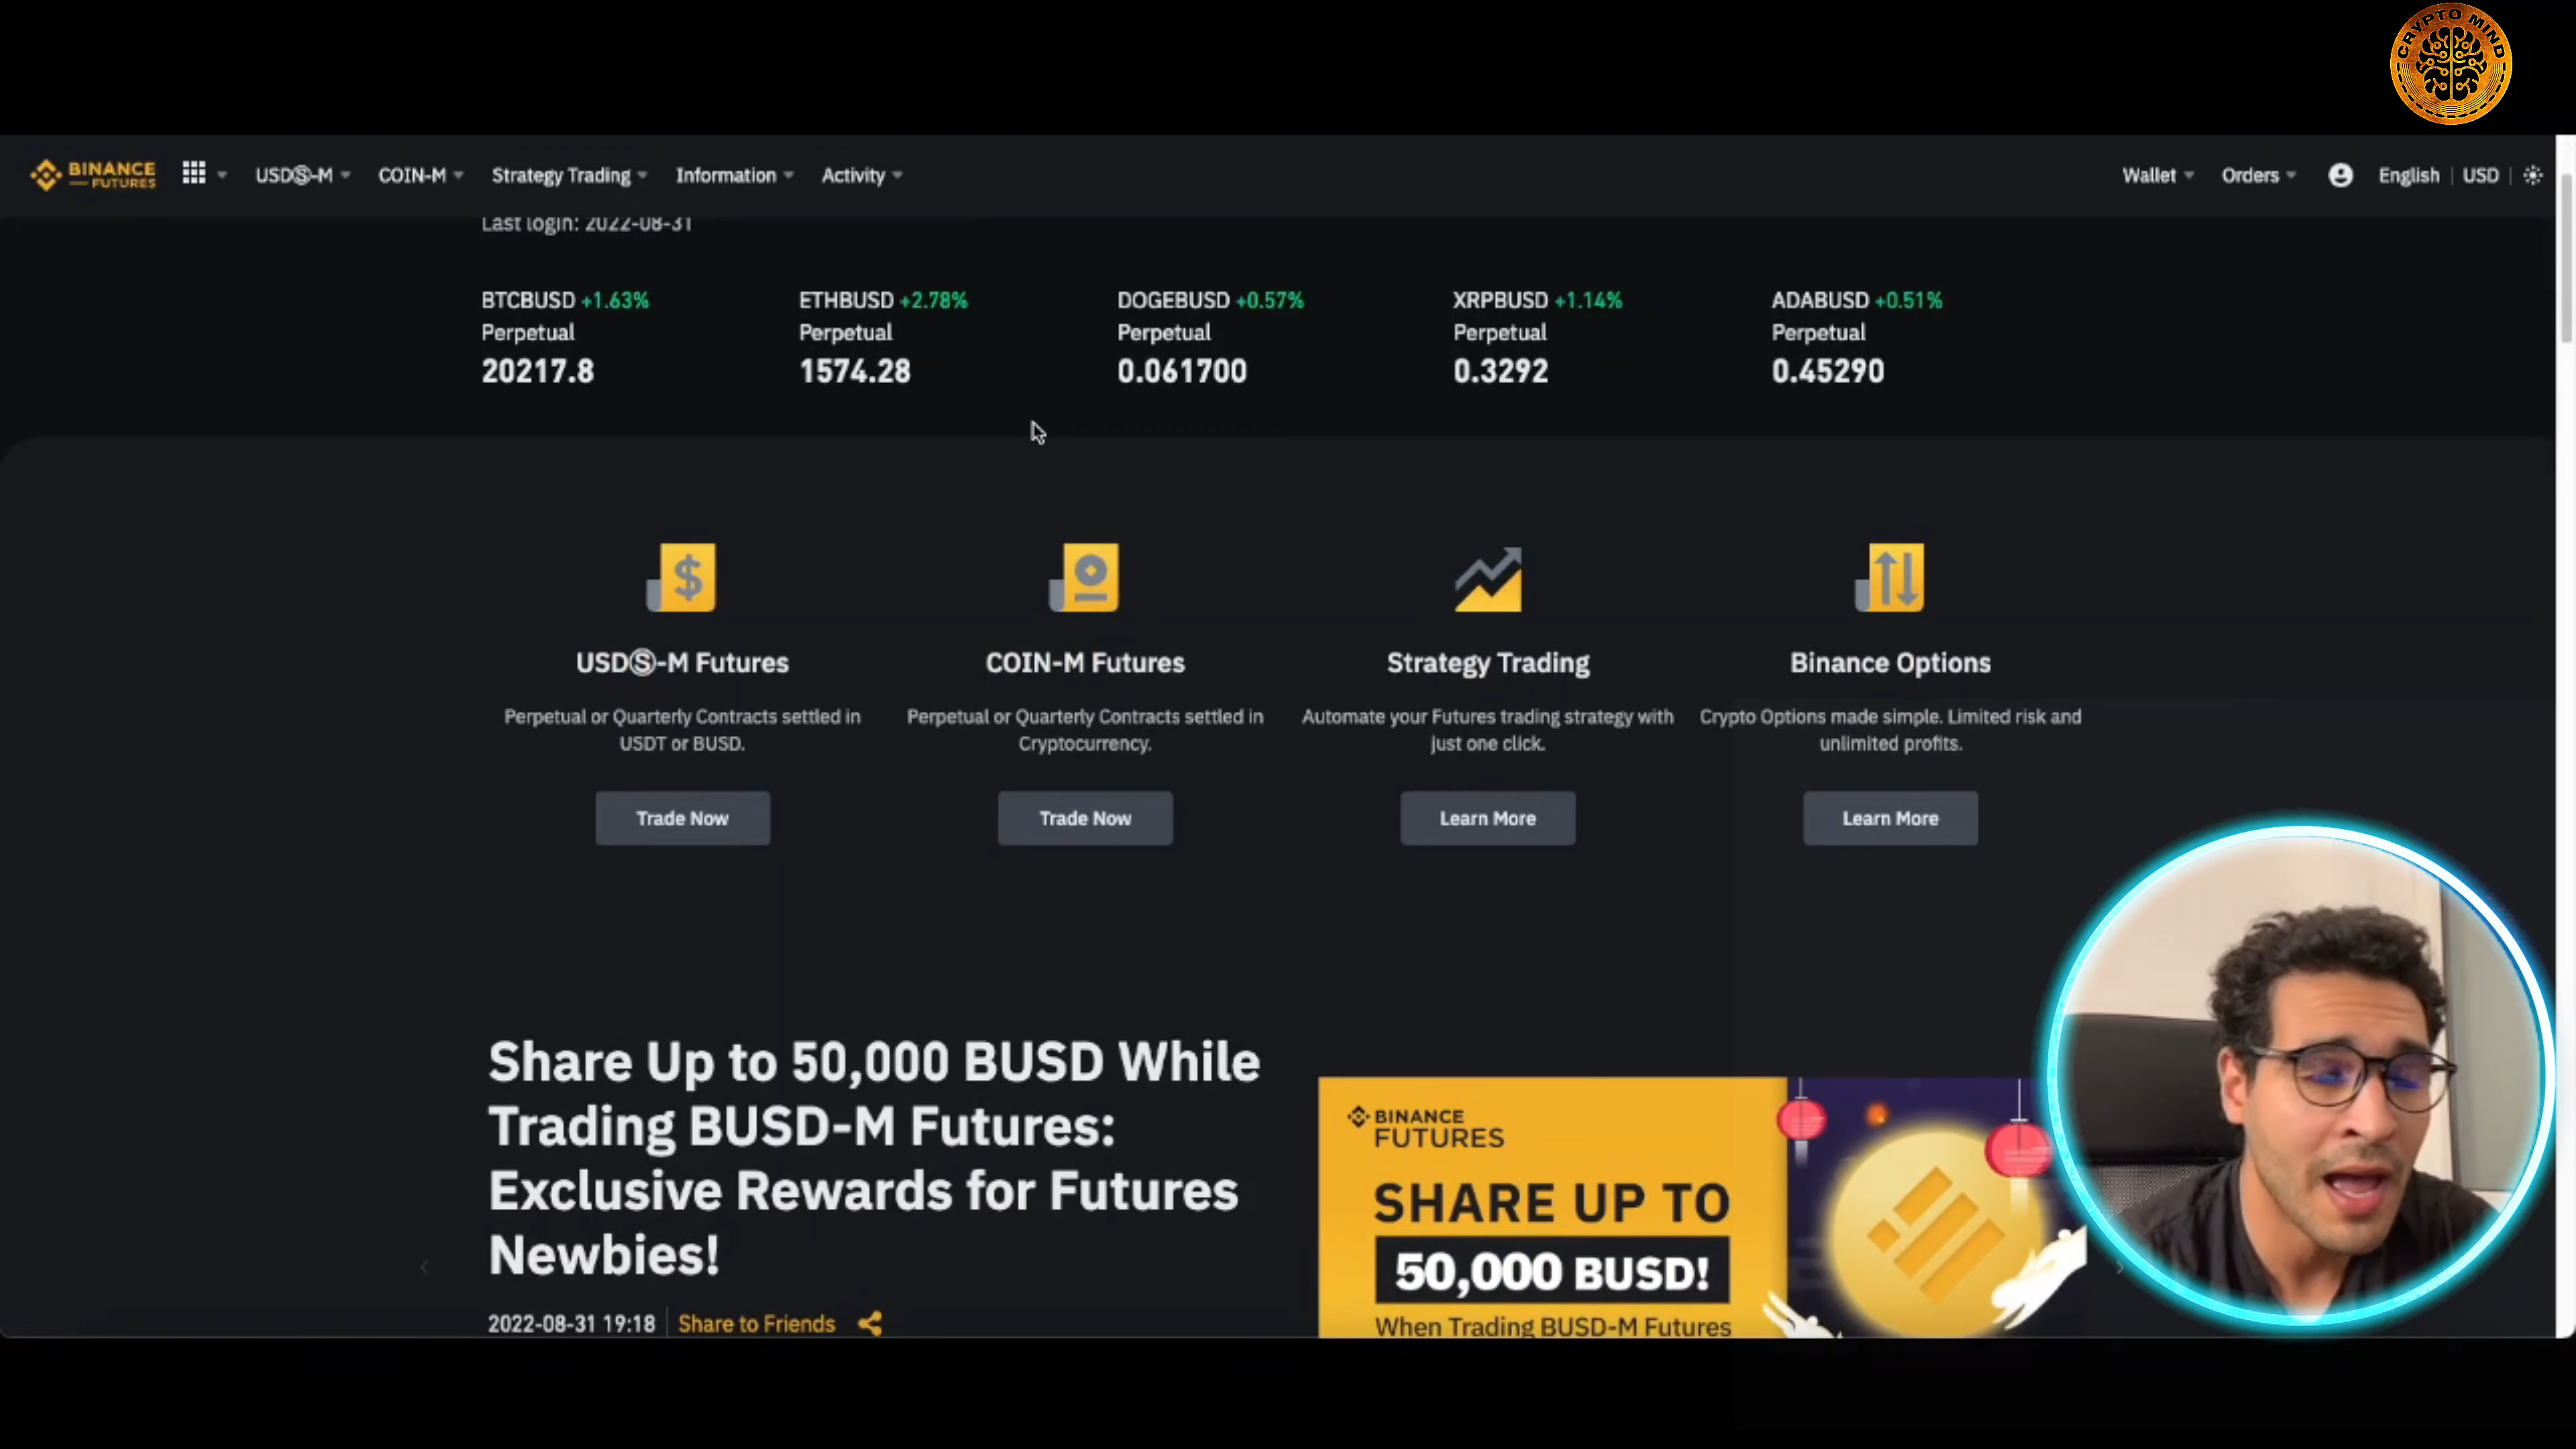 CRYPTO MIND
BINANCE
FUTURES
USDⓈ-M
COIN-M
Strategy Trading
Information
Activity
Wallet
Orders
English
USD
Last login: 2022-08-31
BTCBUSD +1.63%
Perpetual
20217.8
ETHBUSD +2.78%
Perpetual
1574.28
DOGEBUSD +0.57%
Perpetual
0.061700
XRPBUSD +1.14%
Perpetual
0.3292
ADABUSD +0.51%
Perpetual
0.45290
USDⓈ-M Futures
Perpetual or Quarterly Contracts settled in
USDT or BUSD.
Trade Now
COIN-M Futures
Perpetual or Quarterly Contracts settled in
Cryptocurrency.
Trade Now
Strategy Trading
Automate your Futures trading strategy with
just one click.
Learn More
Binance Options
Crypto Options made simple. Limited risk and
unlimited profits.
Learn More
Share Up to 50,000 BUSD While
Trading BUSD-M Futures:
Exclusive Rewards for Futures
Newbies!
2022-08-31 19:18
Share to Friends
BINANCE
FUTURES
SHARE UP TO
50,000 BUSD!
When Trading BUSD-M Futures